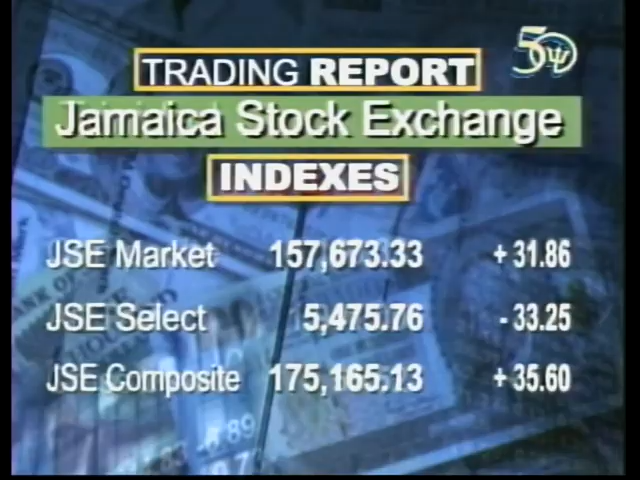 50
TRADING REPORT
Jamaica Stock Exchange
INDEXES
JSE Market 157,673.33 + 31.86
JSE Select 5,475.76 - 33.25
JSE Composite 175,165.13 + 35.60